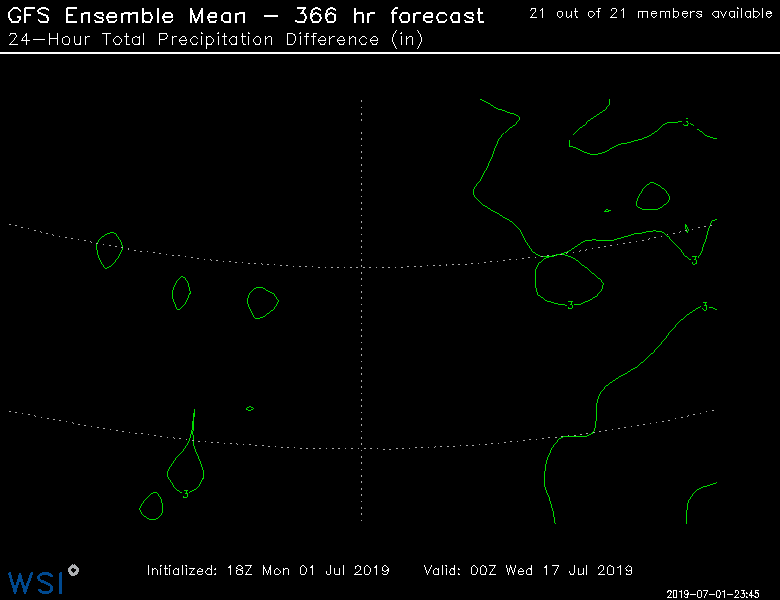 GFS Ensemble Mean – 366 hr forecast
21 out of 21 members available
24–Hour Total Precipitation Difference (in)
3
3
3
3
3
WSI
Initialized: 18Z Mon 01 Jul 2019 Valid: 00Z Wed 17 Jul 2019
2019-07-01-23:45